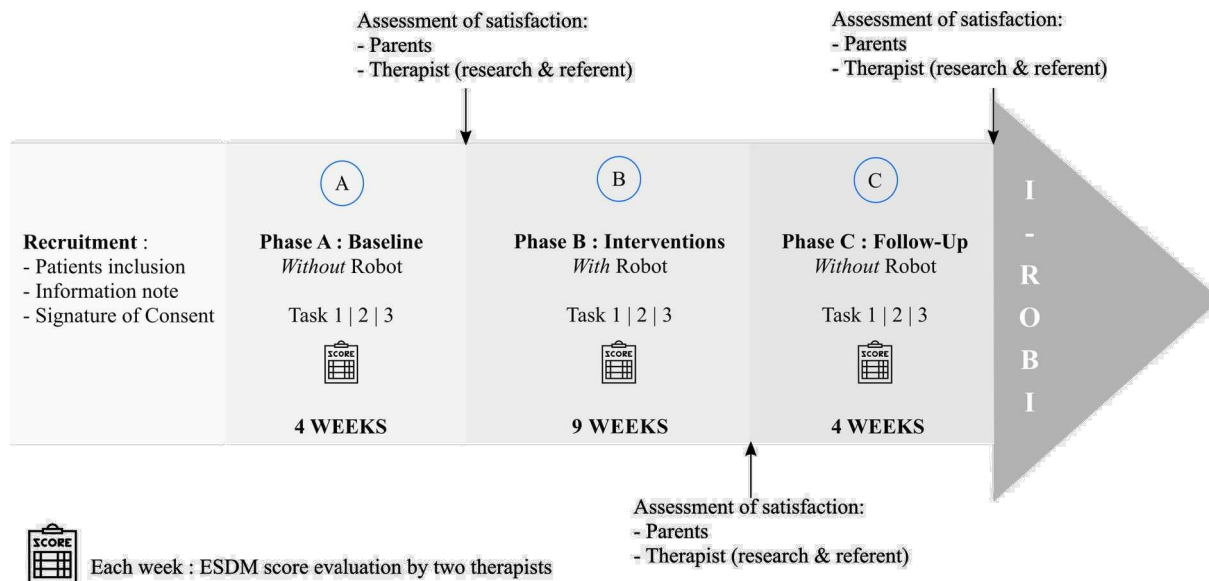 Assessment of satisfaction:
- Parents
- Therapist (research & referent)
Assessment of satisfaction:
- Parents
- Therapist (research & referent)
Recruitment :
- Patients inclusion
- Information note
- Signature of Consent
A
Phase A : Baseline
Without Robot
Task 1 | 2 | 3
SCORE
4 WEEKS
B
Phase B : Interventions
With Robot
Task 1 | 2 | 3
SCORE
9 WEEKS
C
Phase C : Follow-Up
Without Robot
Task 1 | 2 | 3
SCORE
4 WEEKS
I
-
R
O
B
I
Assessment of satisfaction:
- Parents
- Therapist (research & referent)
SCORE
Each week : ESDM score evaluation by two therapists